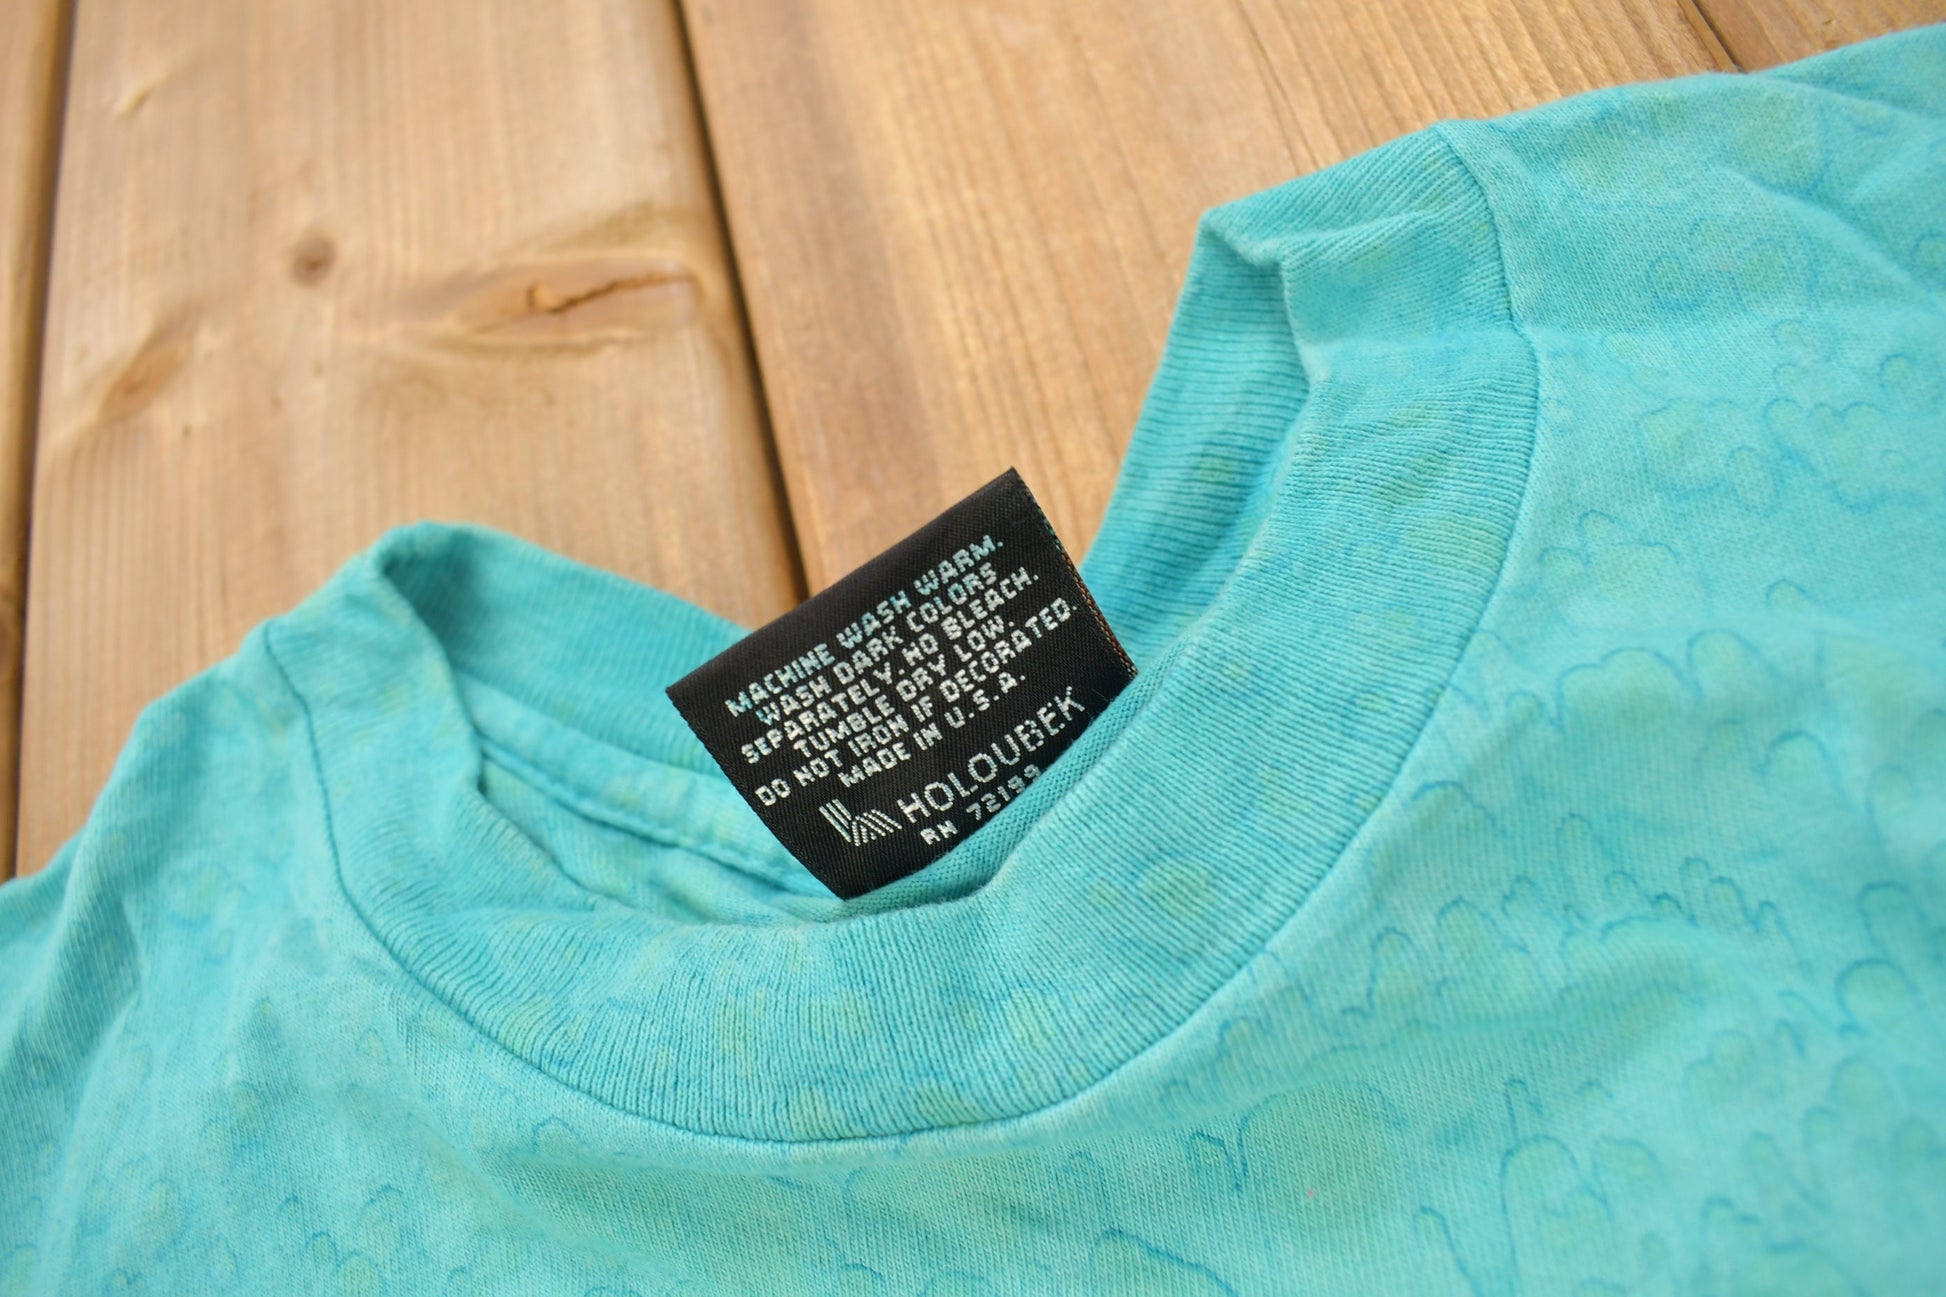 MACHINE WASH WARM.
WASH DARK COLORS
SEPARATELY. NO BLEACH.
TUMBLE DRY LOW.
DO NOT IRON IF DECORATED.
MADE IN U.S.A.
HOLOUBEK
RN 72199